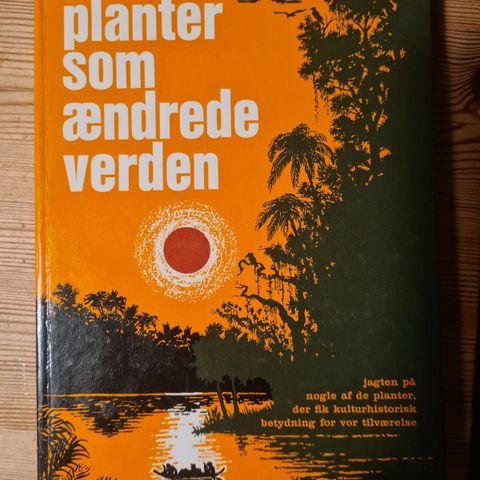 planter
som
ændrede
verden
jagten på
nogle af de planter,
der fik kulturhistorisk
betydning for vor tilværelse